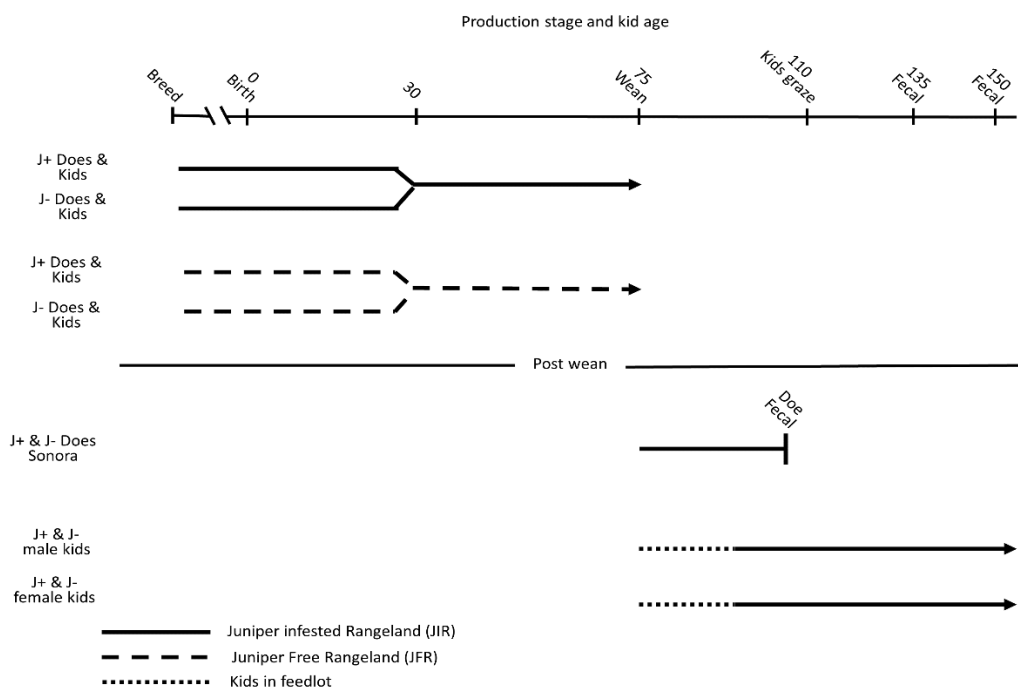 Production stage and kid age
Breed
0
Birth
30
75
Wean
110
Kids graze
135
Fecal
150
Fecal
J+ Does &
Kids
J- Does &
Kids
J+ Does &
Kids
J- Does &
Kids
Post wean
Doe
Fecal
J+ & J- Does
Sonora
J+ & J-
male kids
J+ & J-
female kids
Juniper infested Rangeland (JIR)
Juniper Free Rangeland (JFR)
Kids in feedlot